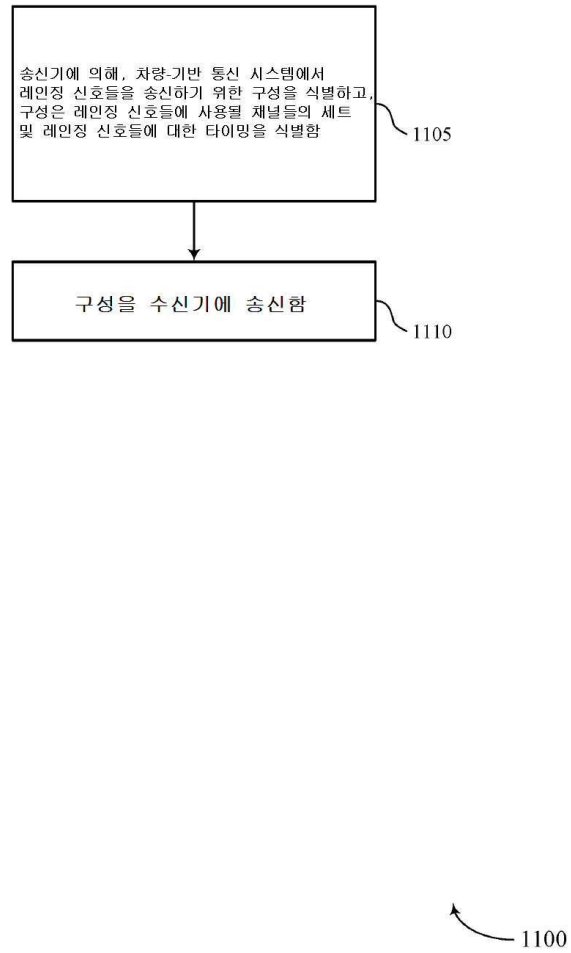 송신기에 의해, 차량-기반 통신 시스템에서
레인징 신호들을 송신하기 위한 구성을 식별하고,
구성은 레인징 신호들에 사용될 채널들의 세트
및 레인징 신호들에 대한 타이밍을 식별함
1105
구성을 수신기에 송신함
1110
1100